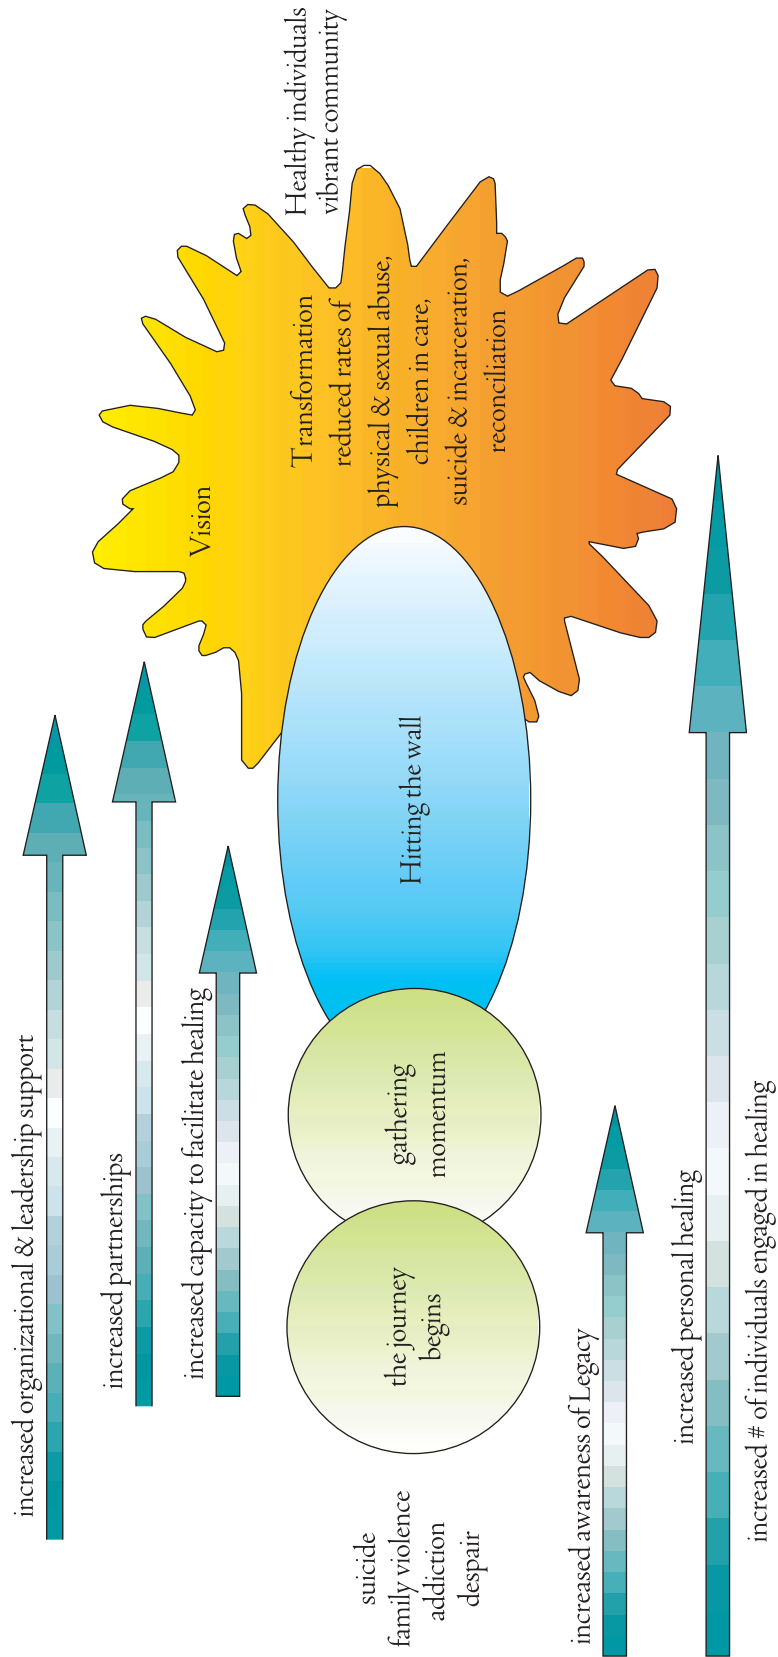 increased organizational & leadership support
increased partnerships
increased capacity to facilitate healing
suicide
family violence
addiction
despair
the journey
begins
gathering
momentum
Hitting the wall
Vision
Transformation
reduced rates of
physical & sexual abuse,
children in care,
suicide & incarceration,
reconciliation
Healthy individuals
vibrant community
increased awareness of Legacy
increased personal healing
increased # of individuals engaged in healing